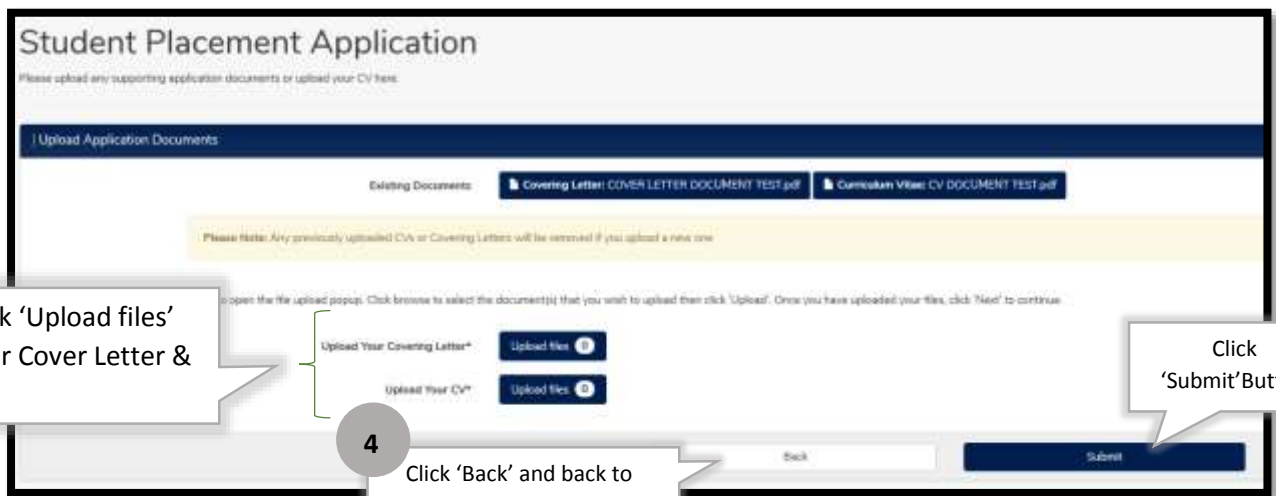 Student Placement Application
Please upload any supporting application documents or upload your CV here.
Upload Application Documents
Existing Documents
Covering Letter: COVER LETTER DOCUMENT TEST.pdf
Curriculum Vitae: CV DOCUMENT TEST.pdf
Please Note: Any previously uploaded CVs or Covering Letters will be removed if you upload a new one
to open the file upload popup. Click browse to select the document(s) that you wish to upload then click 'Upload'. Once you have uploaded your files, click 'Next' to continue
k ‘Upload files’
r Cover Letter &
Upload Your Covering Letter*
Upload files 0
Upload Your CV*
Upload files 0
Click
‘Submit’Butt
4
Click ‘Back’ and back to
Back
Submit